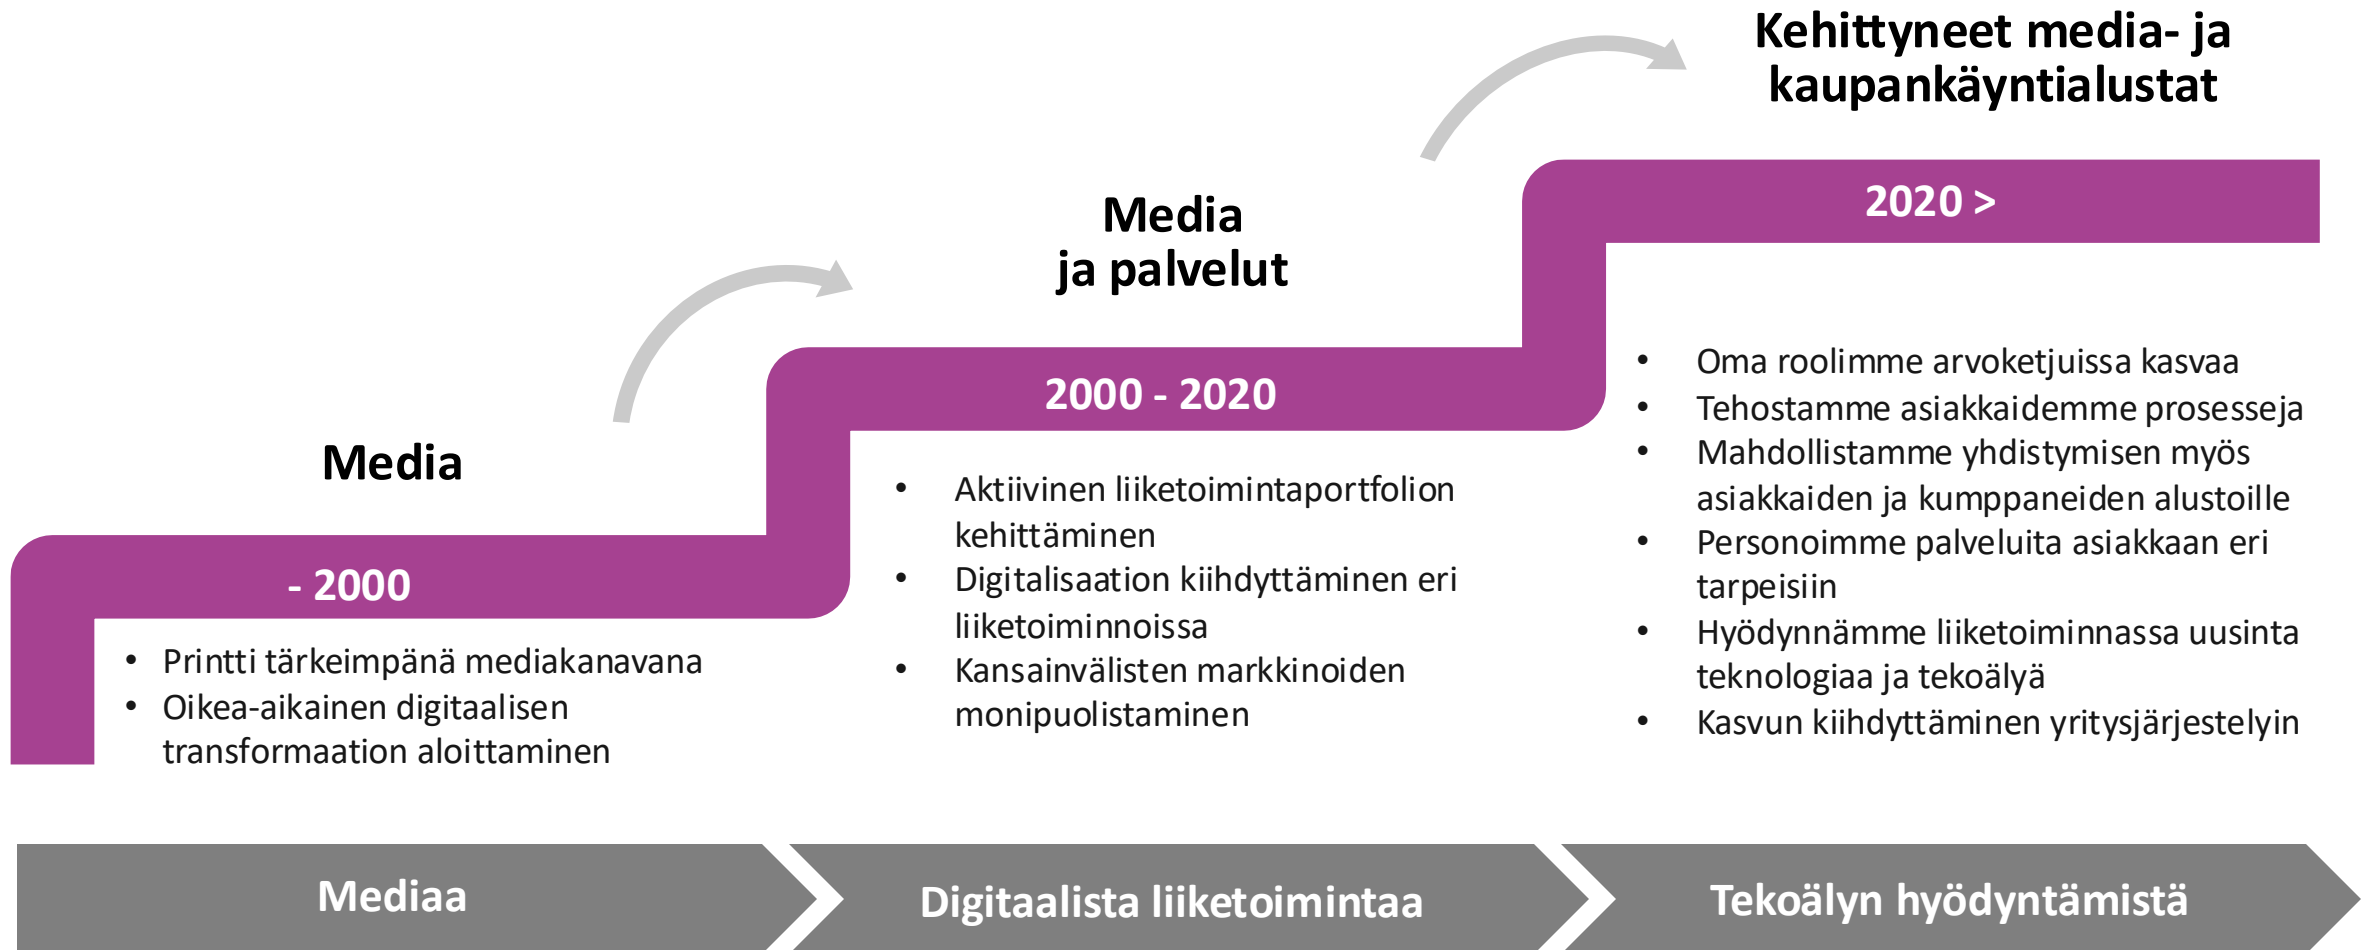 Media
- 2000
• Printti tärkeimpänä mediakanavana
• Oikea-aikainen digitaalisen
transformaation aloittaminen
Media
ja palvelut
2000 - 2020
• Aktiivinen liiketoimintaportfolion
kehittäminen
• Digitalisaation kiihdyttäminen eri
liiketoiminnoissa
• Kansainvälisten markkinoiden
monipuolistaminen
Kehittyneet media- ja
kaupankäyntialustat
2020 >
• Oma roolimme arvoketjuissa kasvaa
• Tehostamme asiakkaidemme prosesseja
• Mahdollistamme yhdistymisen myös
asiakkaiden ja kumppaneiden alustoille
• Personoimme palveluita asiakkaan eri
tarpeisiin
• Hyödynnämme liiketoiminnassa uusinta
teknologiaa ja tekoälyä
• Kasvun kiihdyttäminen yritysjärjestelyin
Mediaa
Digitaalista liiketoimintaa
Tekoälyn hyödyntämistä